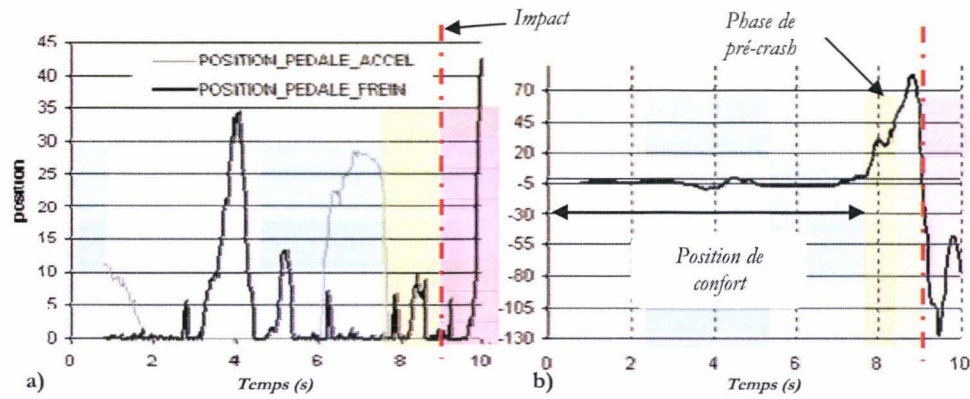 Impact
Phase de
pré-crash
45
40
35
30
25
20
15
10
5
0
position
POSITION_PEDALE_ACCEL
POSITION_PEDALE_FREIN
0 2 4 6 8 10
a) Temps (s)
70
45
20
-5
-30
-55
-80
-105
-130
Position de
confort
0 2 4 6 8 10
b) Temps (s)